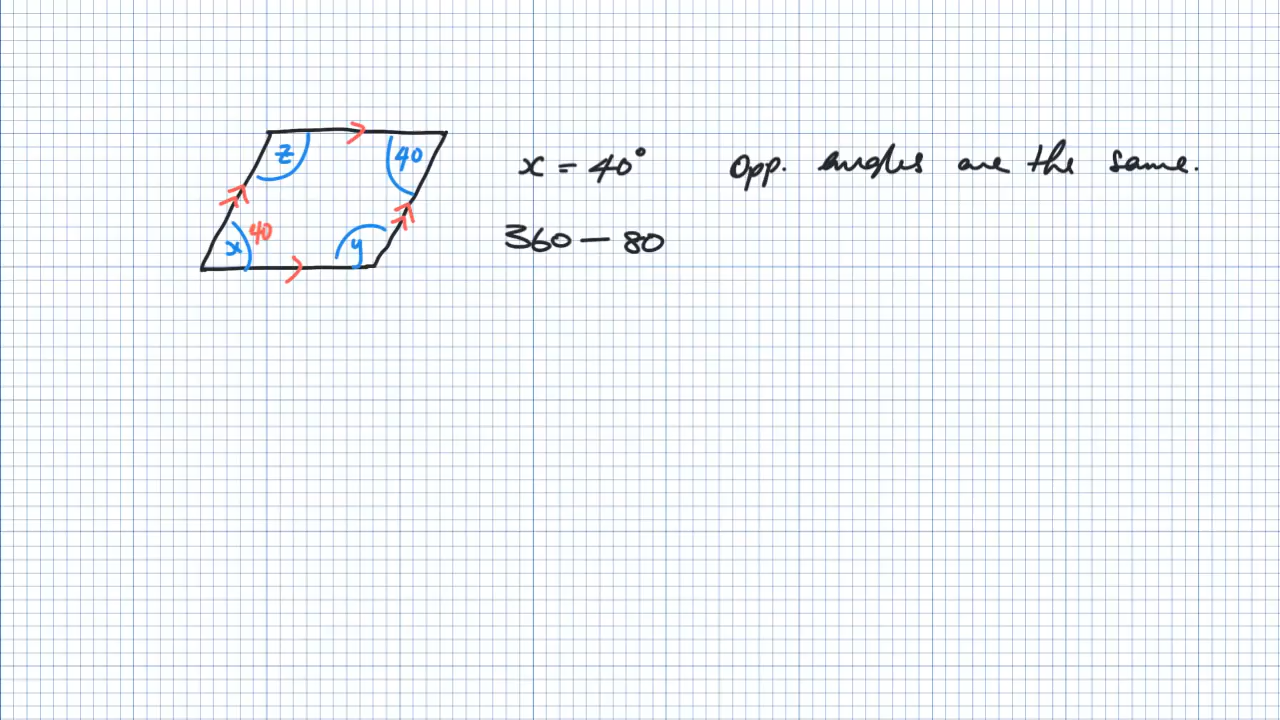 z 40
x = 40° Opp. angles are the same.
x 40 y
360 – 80